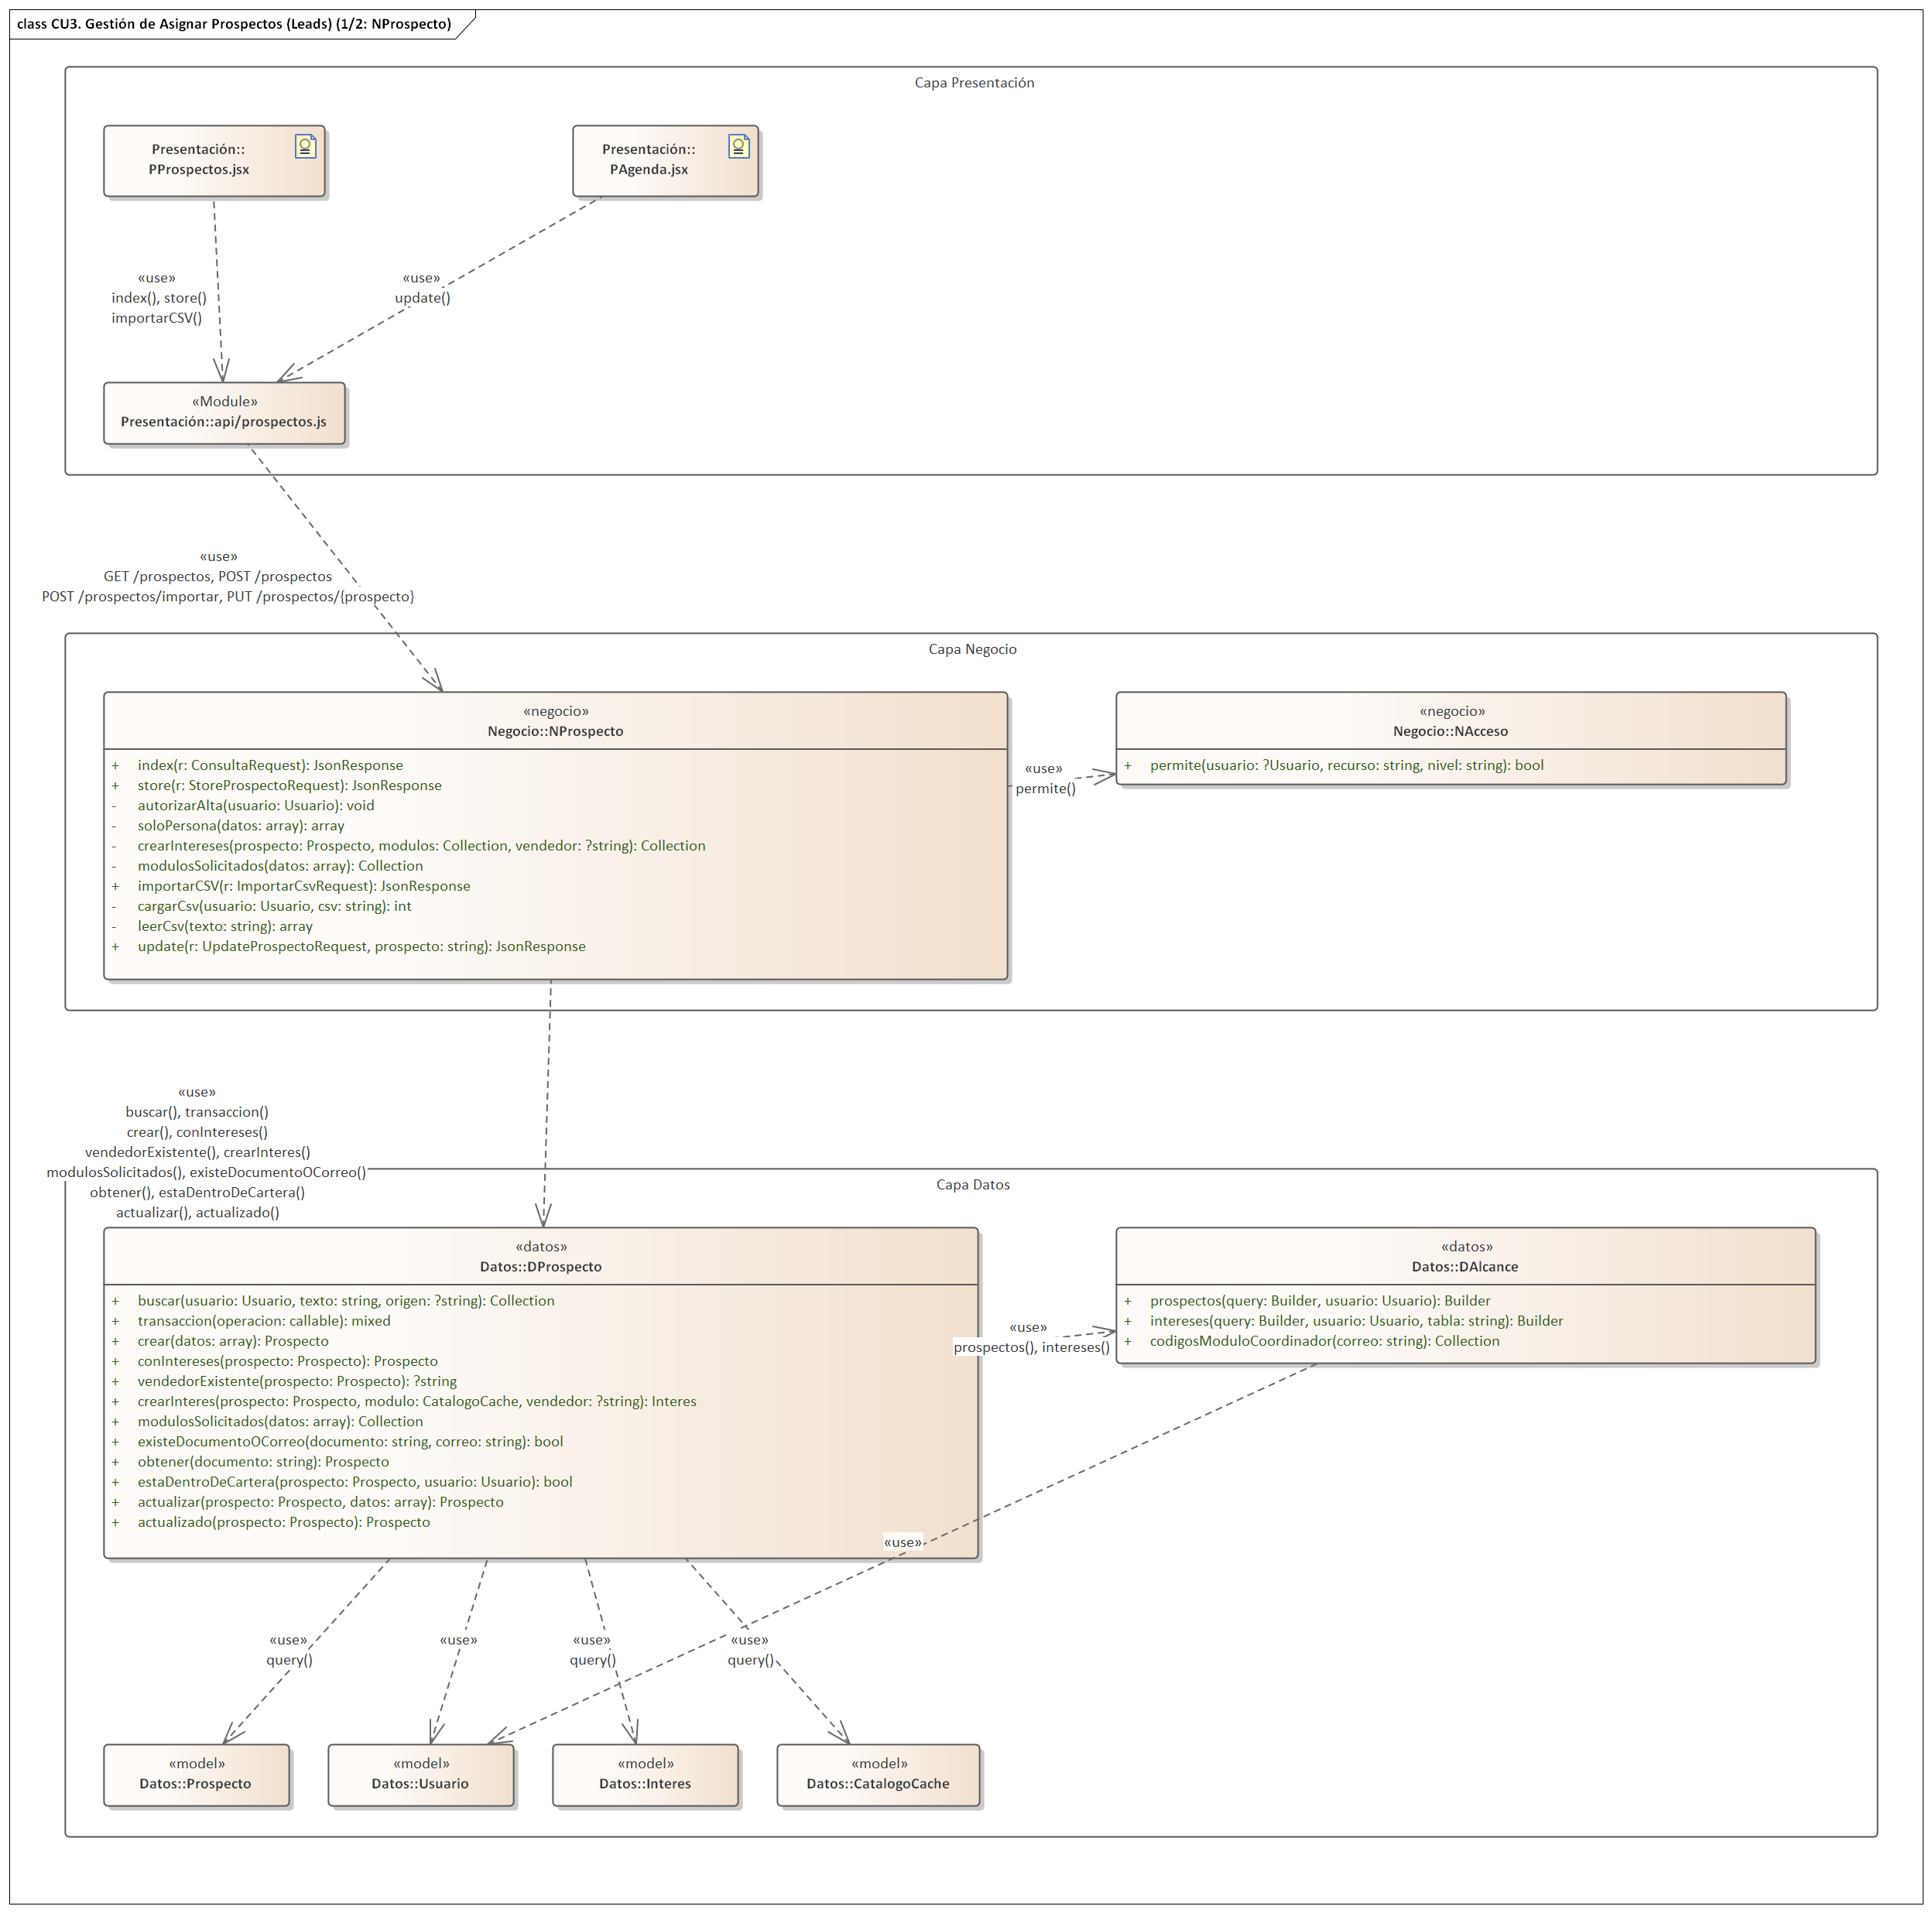 class CU3. Gestión de Asignar Prospectos (Leads) (1/2: NProspecto)
Capa Presentación
Presentación::
PProspectos.jsx
Presentación::
PAgenda.jsx
«use»
index(), store()
importarCSV()
«use»
update()
«Module»
Presentación::api/prospectos.js
«use»
GET /prospectos, POST /prospectos
POST /prospectos/importar, PUT /prospectos/{prospecto}
Capa Negocio
«negocio»
Negocio::NProspecto
+ index(r: ConsultaRequest): JsonResponse
+ store(r: StoreProspectoRequest): JsonResponse
- autorizarAlta(usuario: Usuario): void
- soloPersona(datos: array): array
- crearIntereses(prospecto: Prospecto, modulos: Collection, vendedor: ?string): Collection
- modulosSolicitados(datos: array): Collection
+ importarCSV(r: ImportarCsvRequest): JsonResponse
- cargarCsv(usuario: Usuario, csv: string): int
- leerCsv(texto: string): array
+ update(r: UpdateProspectoRequest, prospecto: string): JsonResponse
«use»
permite()
«negocio»
Negocio::NAcceso
+ permite(usuario: ?Usuario, recurso: string, nivel: string): bool
«use»
buscar(), transaccion()
crear(), conIntereses()
vendedorExistente(), crearInteres()
modulosSolicitados(), existeDocumentoOCorreo()
obtener(), estaDentroDeCartera()
actualizar(), actualizado()
Capa Datos
«datos»
Datos::DProspecto
+ buscar(usuario: Usuario, texto: string, origen: ?string): Collection
+ transaccion(operacion: callable): mixed
+ crear(datos: array): Prospecto
+ conIntereses(prospecto: Prospecto): Prospecto
+ vendedorExistente(prospecto: Prospecto): ?string
+ crearInteres(prospecto: Prospecto, modulo: CatalogoCache, vendedor: ?string): Interes
+ modulosSolicitados(datos: array): Collection
+ existeDocumentoOCorreo(documento: string, correo: string): bool
+ obtener(documento: string): Prospecto
+ estaDentroDeCartera(prospecto: Prospecto, usuario: Usuario): bool
+ actualizar(prospecto: Prospecto, datos: array): Prospecto
+ actualizado(prospecto: Prospecto): Prospecto
«use»
prospectos(), intereses()
«datos»
Datos::DAlcance
+ prospectos(query: Builder, usuario: Usuario): Builder
+ intereses(query: Builder, usuario: Usuario, tabla: string): Builder
+ codigosModuloCoordinador(correo: string): Collection
«use»
«use»
query()
«use»
«use»
query()
«use»
query()
«model»
Datos::Prospecto
«model»
Datos::Usuario
«model»
Datos::Interes
«model»
Datos::CatalogoCache